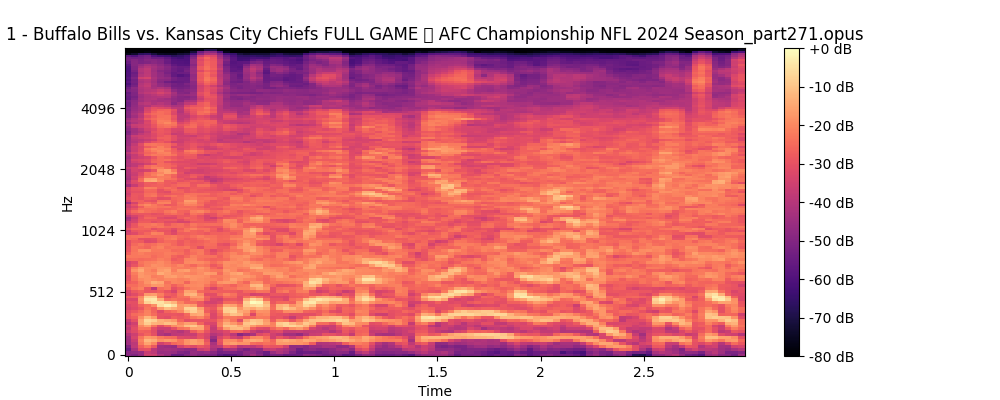 1 - Buffalo Bills vs. Kansas City Chiefs FULL GAME ▯ AFC Championship NFL 2024 Season_part271.opus
+0 dB
-10 dB
-20 dB
-30 dB
-40 dB
-50 dB
-60 dB
-70 dB
-80 dB
4096
2048
1024
512
0
Hz
0
0.5
1
1.5
2
2.5
Time